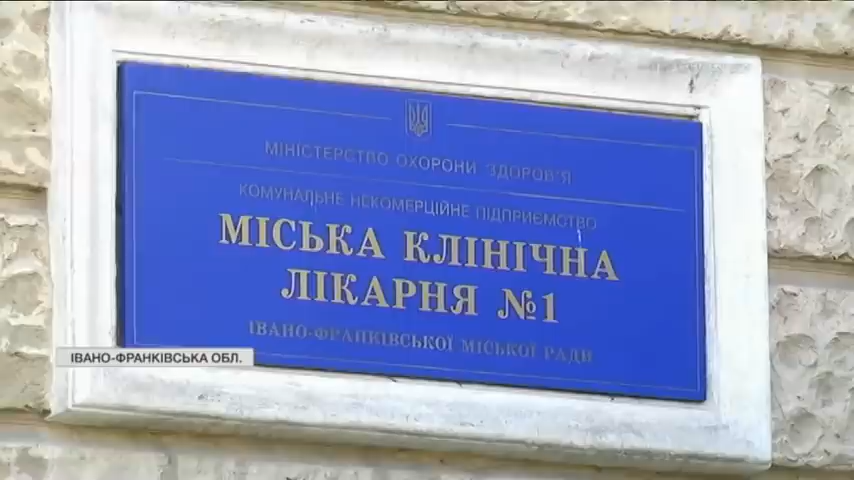 МІНІСТЕРСТВО ОХОРОНИ ЗДОРОВ'Я
КОМУНАЛЬНЕ НЕКОМЕРЦІЙНЕ ПІДПРИЄМСТВО
МІСЬКА КЛІНІЧНА
ЛІКАРНЯ №1
ІВАНО-ФРАНКІВСЬКОЇ МІСЬКОЇ РАДИ
ІВАНО-ФРАНКІВСЬКА ОБЛ.